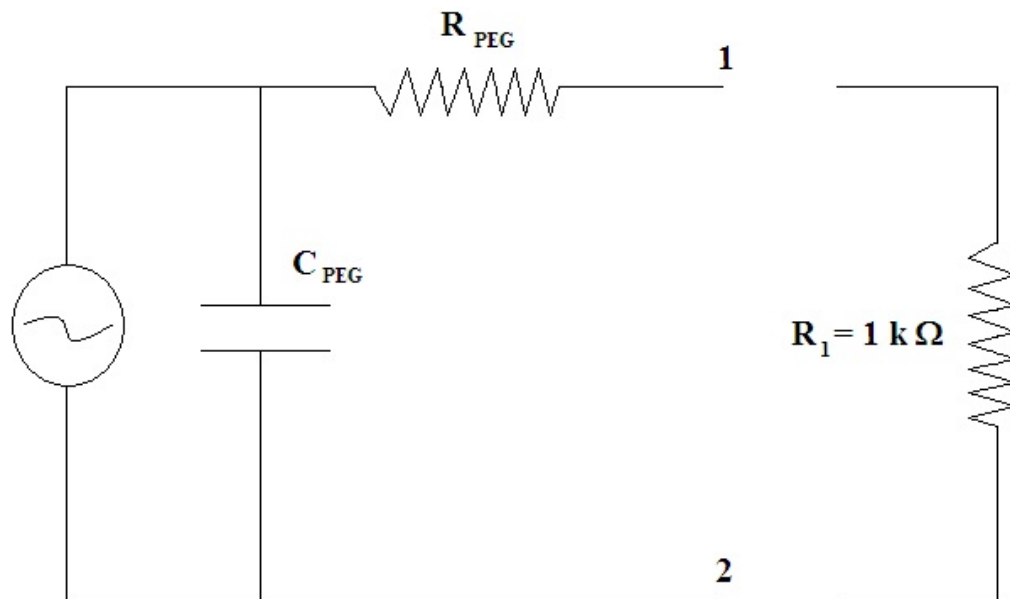 R PEG
1
C PEG
R1 = 1 k Ω
2